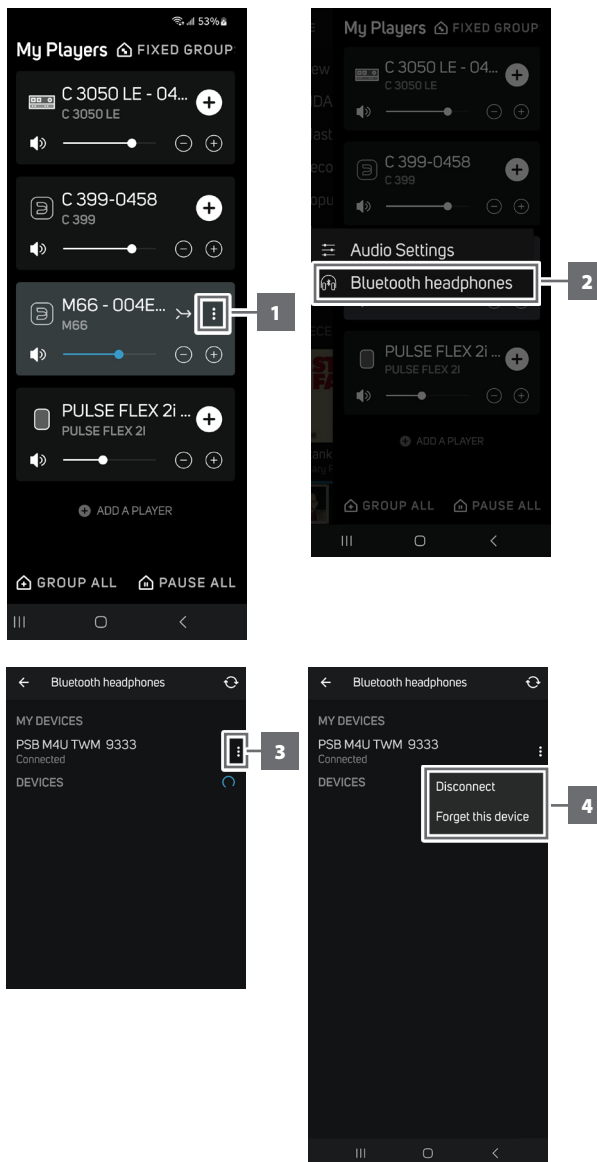 53%
My Players FIXED GROUP
C 3050 LE - 04...
C 3050 LE
C 399-0458
C 399
M66 - 004E...
M66
1
PULSE FLEX 2i ...
PULSE FLEX 2I
ADD A PLAYER
GROUP ALL PAUSE ALL
My Players FIXED GROUP
C 3050 LE - 04...
C 3050 LE
C 399-0458
C 399
Audio Settings
Bluetooth headphones
2
PULSE FLEX 2i ...
PULSE FLEX 2I
ADD A PLAYER
GROUP ALL PAUSE ALL
Bluetooth headphones
MY DEVICES
PSB M4U TWM 9333
Connected
3
DEVICES
Bluetooth headphones
MY DEVICES
PSB M4U TWM 9333
Connected
DEVICES
Disconnect
Forget this device
4